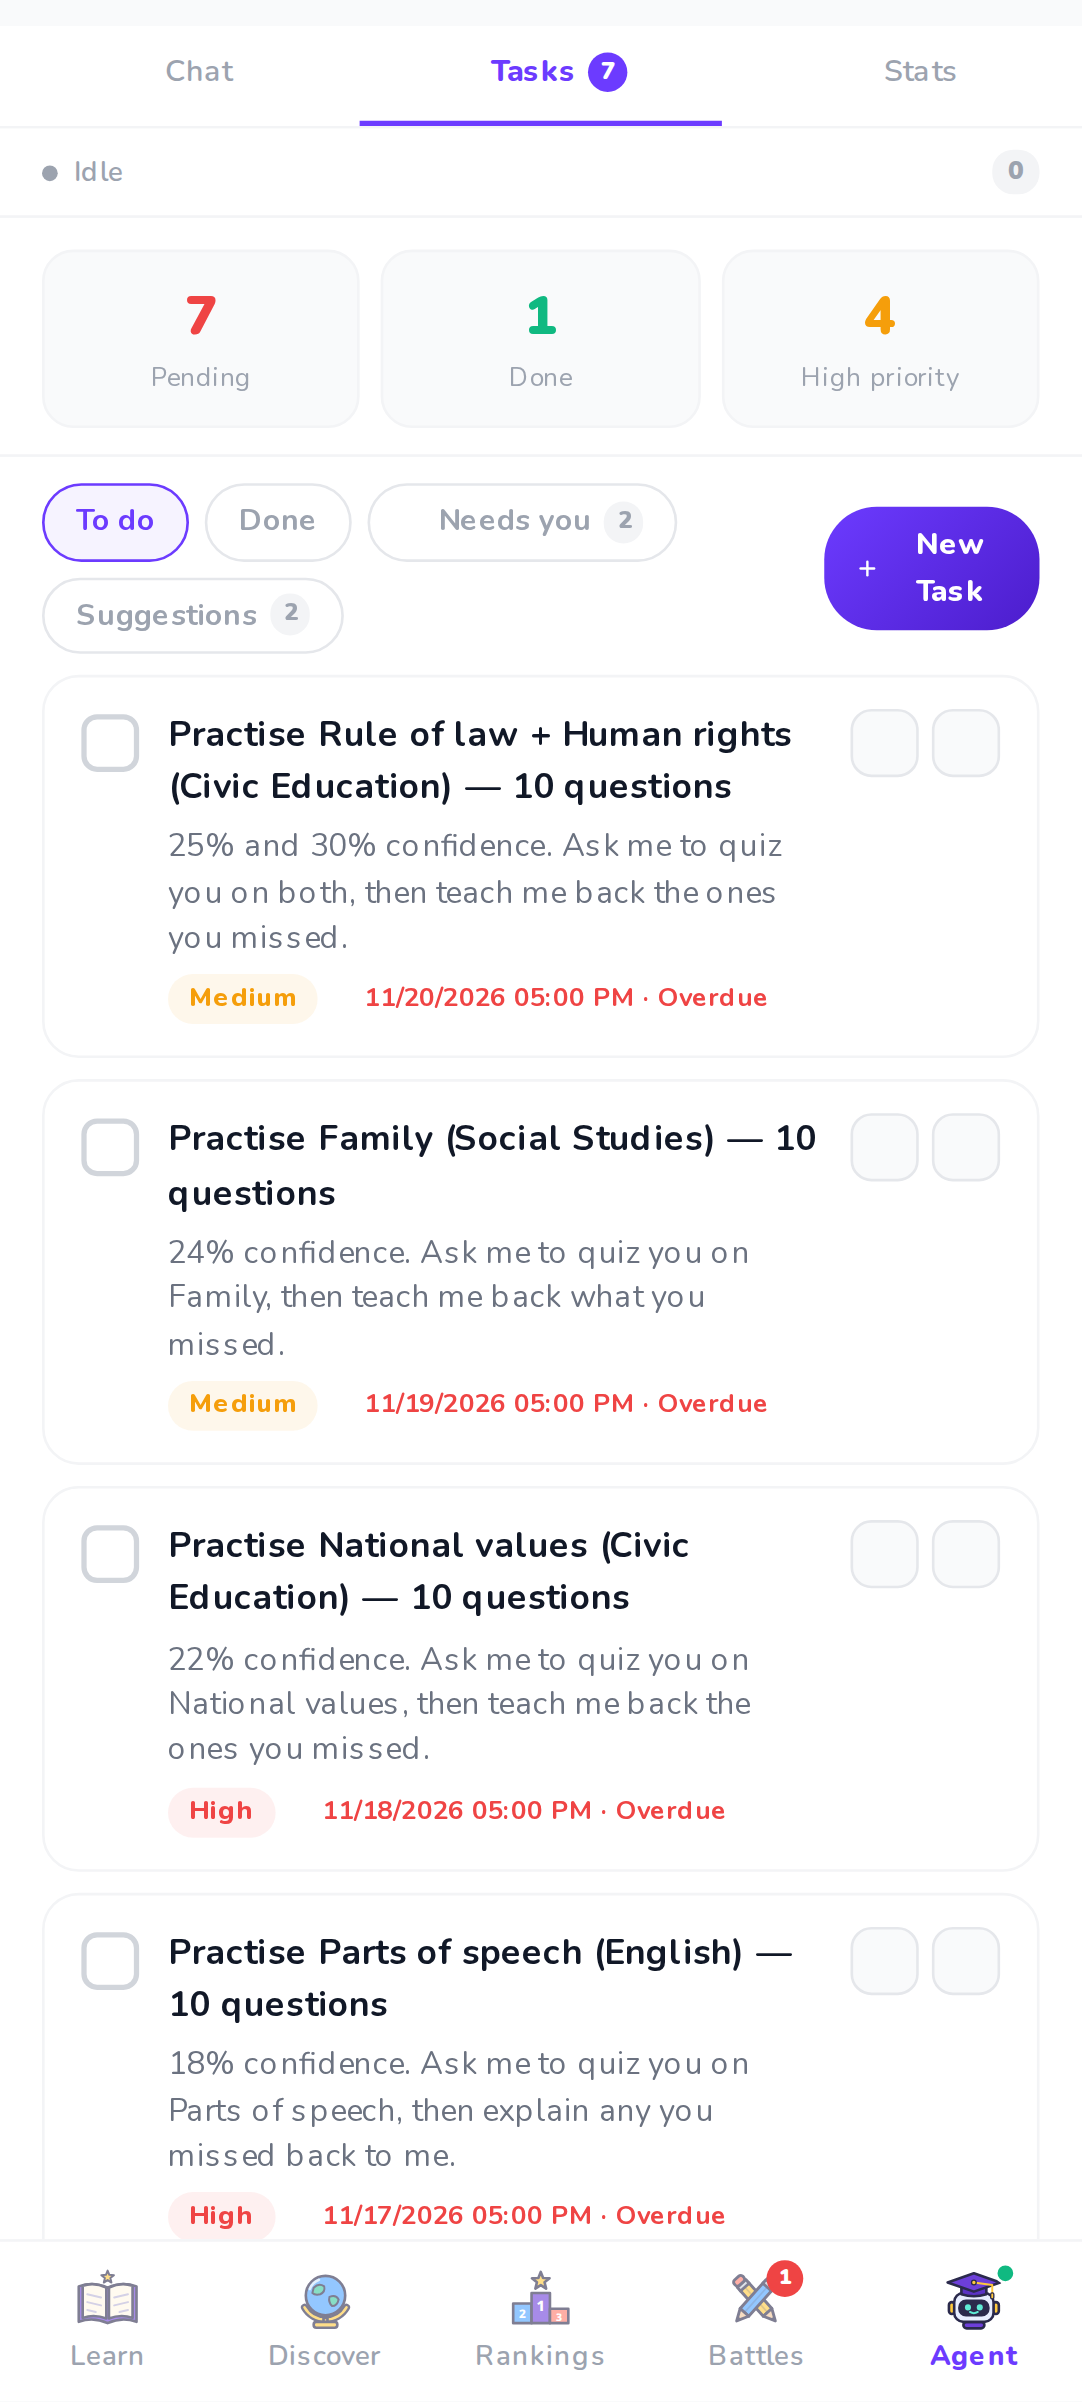 Chat
Tasks 7
Stats
Idle
0
7
Pending
1
Done
4
High priority
To do
Done
Needs you 2
Suggestions 2
+ New
Task
Practise Rule of law + Human rights
(Civic Education) — 10 questions
25% and 30% confidence. Ask me to quiz
you on both, then teach me back the ones
you missed.
Medium
11/20/2026 05:00 PM · Overdue
Practise Family (Social Studies) — 10
questions
24% confidence. Ask me to quiz you on
Family, then teach me back what you
missed.
Medium
11/19/2026 05:00 PM · Overdue
Practise National values (Civic
Education) — 10 questions
22% confidence. Ask me to quiz you on
National values, then teach me back the
ones you missed.
High
11/18/2026 05:00 PM · Overdue
Practise Parts of speech (English) —
10 questions
18% confidence. Ask me to quiz you on
Parts of speech, then explain any you
missed back to me.
High
11/17/2026 05:00 PM · Overdue
2 1 3
1
Learn
Discover
Rankings
Battles
Agent